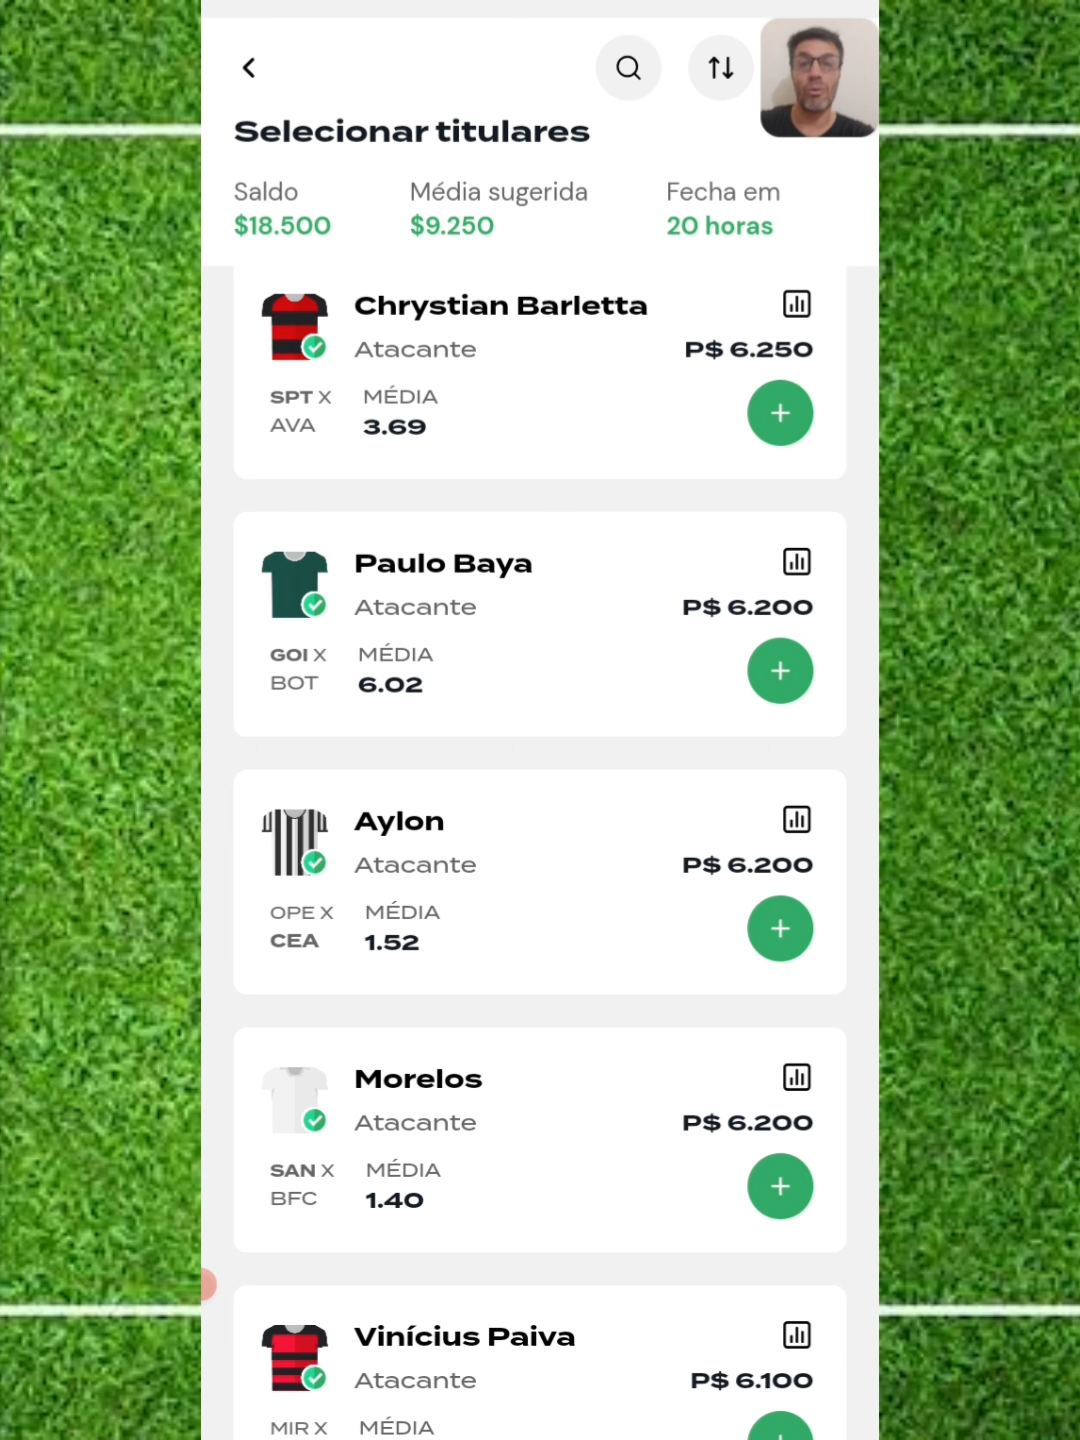 Selecionar titulares
Saldo
Média sugerida
Fecha em
$18.500
$9.250
20 horas
Chrystian Barletta
Atacante
P$ 6.250
SPT X
AVA
MÉDIA
3.69
Paulo Baya
Atacante
P$ 6.200
GOI X
BOT
MÉDIA
6.02
Aylon
Atacante
P$ 6.200
OPE X
CEA
MÉDIA
1.52
Morelos
Atacante
P$ 6.200
SAN X
BFC
MÉDIA
1.40
Vinícius Paiva
Atacante
P$ 6.100
MIR X
MÉDIA